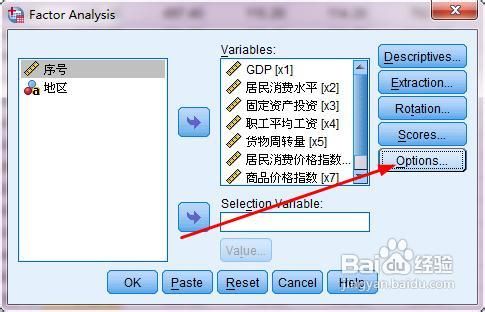 Factor Analysis
序号
地区
Variables:
GDP [x1]
居民消费水平 [x2]
固定资产投资 [x3]
职工平均工资 [x4]
货物周转量 [x5]
居民消费价格指数...
商品价格指数 [x7]
Selection Variable:
Value...
Descriptives...
Extraction...
Rotation...
Scores...
Options...
OK
Paste
Reset
Cancel
Help
Baidu 经验
jingyan.baidu.com